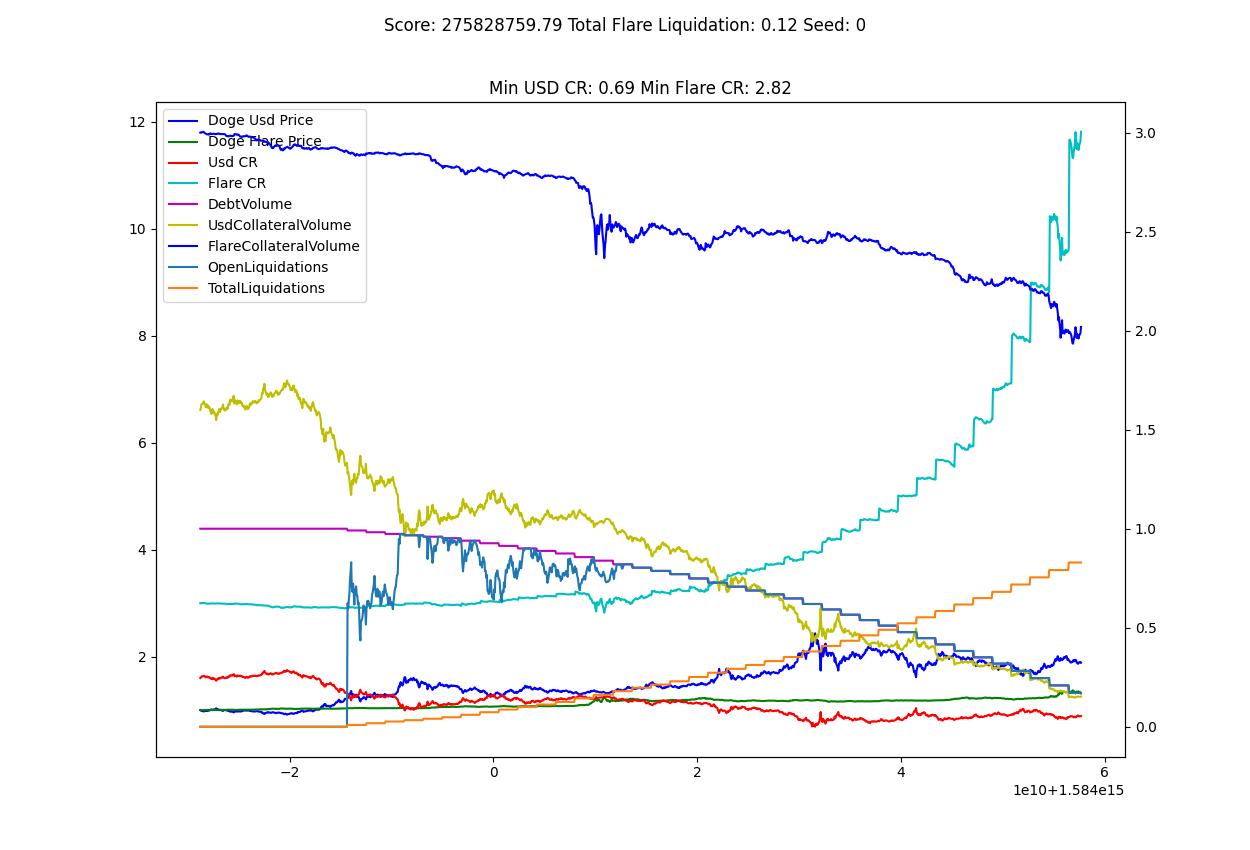 Score: 275828759.79 Total Flare Liquidation: 0.12 Seed: 0
Min USD CR: 0.69 Min Flare CR: 2.82
Doge Usd Price
Doge Flare Price
Usd CR
Flare CR
DebtVolume
UsdCollateralVolume
FlareCollateralVolume
OpenLiquidations
TotalLiquidations
12
10
8
6
4
2
3.0
2.5
2.0
1.5
1.0
0.5
0.0
−2
0
2
4
6
1e10+1.584e15